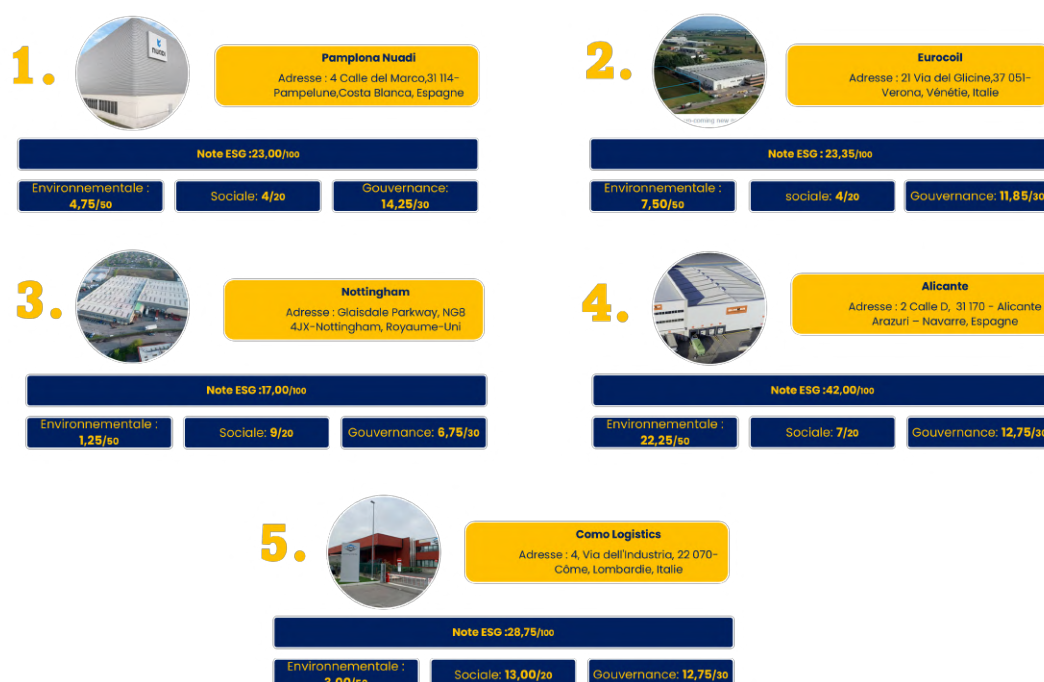 1.
nuadi
Pamplona Nuadi
Adresse : 4 Calle del Marco,31 114-
Pampelune,Costa Blanca, Espagne
Note ESG :23,00/100
Environnementale :
4,75/50
Sociale: 4/20
Gouvernance:
14,25/30
2.
Eurocoil
Adresse : 21 Via del Glicine,37 051-
Verona, Vénétie, Italie
Note ESG : 23,35/100
Environnementale :
7,50/50
sociale: 4/20
Gouvernance: 11,85/30
3.
Nottingham
Adresse : Glaisdale Parkway, NG8
4JX-Nottingham, Royaume-Uni
Note ESG :17,00/100
Environnementale :
1,25/50
Sociale: 9/20
Gouvernance: 6,75/30
4.
Alicante
Adresse : 2 Calle D, 31 170 - Alicante
Arazuri – Navarre, Espagne
Note ESG :42,00/100
Environnementale :
22,25/50
Sociale: 7/20
Gouvernance: 12,75/30
5.
Como Logistics
Adresse : 4, Via dell'Industria, 22 070-
Côme, Lombardie, Italie
Note ESG :28,75/100
Environnementale :
3,00/50
Sociale: 13,00/20
Gouvernance: 12,75/30